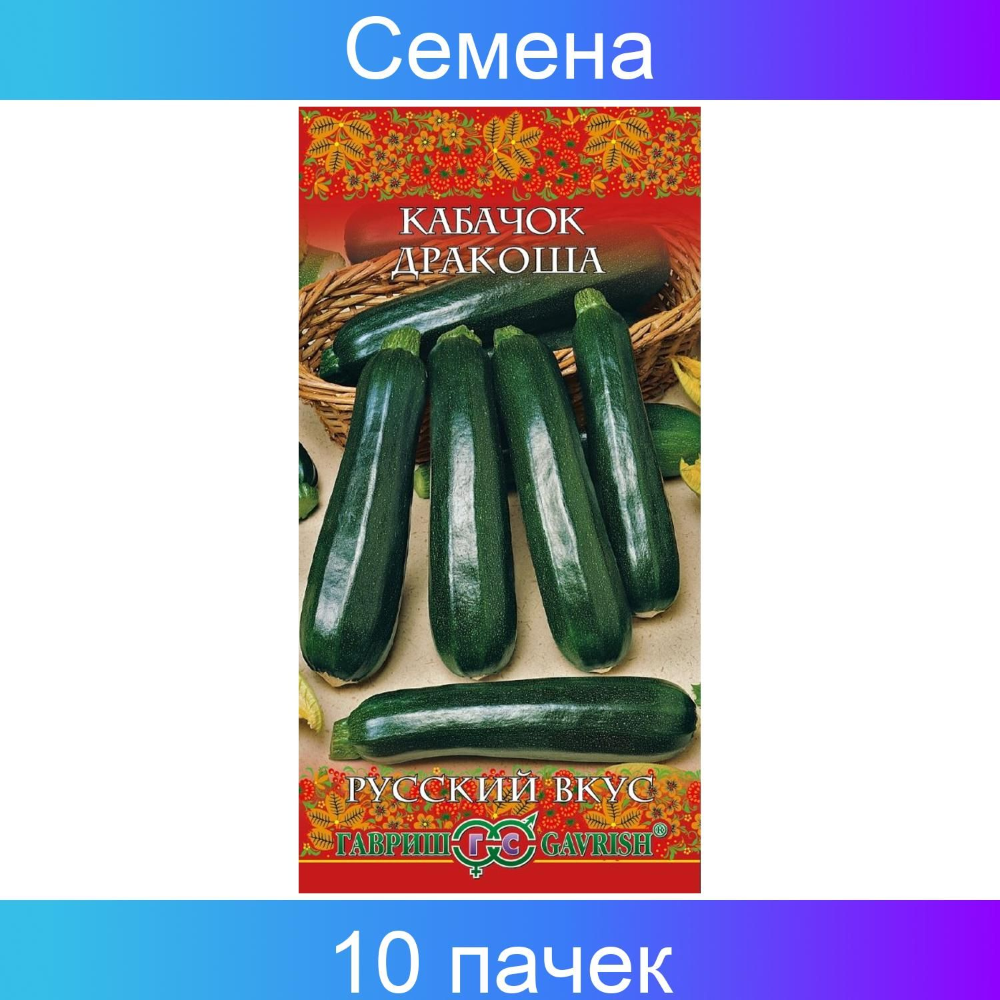 Семена
КАБАЧОК
ДРАКОША
РУССКИЙ ВКУС
ГАВРИШ ГС GAVRISH®
10 пачек